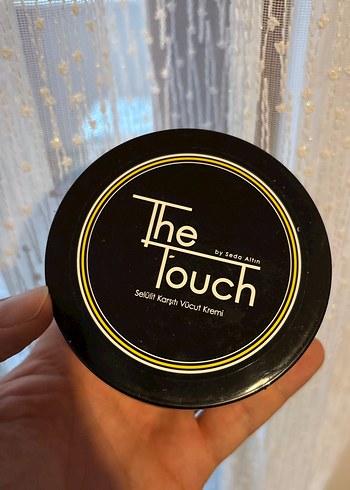 The
by Seda Altın
Touch
Selülit Karşıtı Vücut Kremi